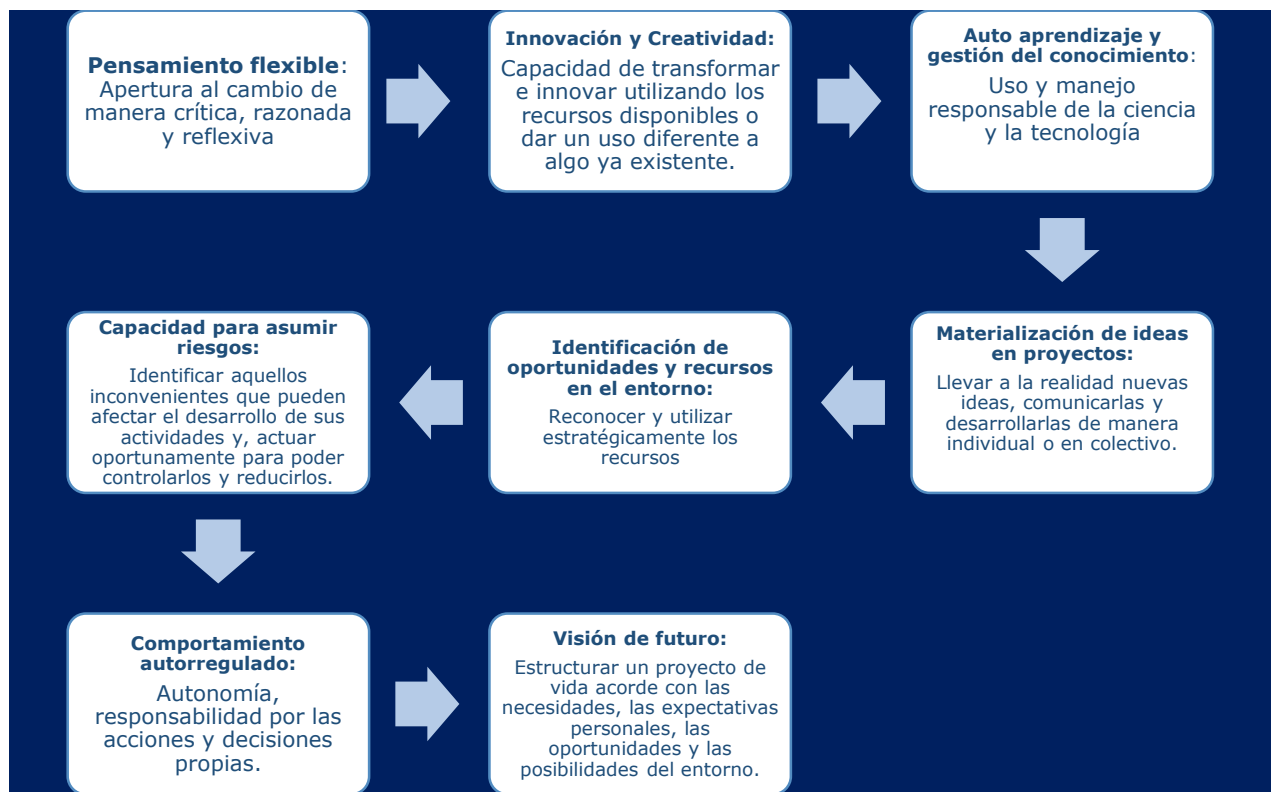 Pensamiento flexible:
Apertura al cambio de
manera crítica, razonada
y reflexiva
Innovación y Creatividad:
Capacidad de transformar
e innovar utilizando los
recursos disponibles o
dar un uso diferente a
algo ya existente.
Auto aprendizaje y
gestión del conocimiento:
Uso y manejo
responsable de la ciencia
y la tecnología
Materialización de ideas
en proyectos:
Llevar a la realidad nuevas
ideas, comunicarlas y
desarrollarlas de manera
individual o en colectivo.
Identificación de
oportunidades y recursos
en el entorno:
Reconocer y utilizar
estratégicamente los
recursos
Capacidad para asumir
riesgos:
Identificar aquellos
inconvenientes que pueden
afectar el desarrollo de sus
actividades y, actuar
oportunamente para poder
controlarlos y reducirlos.
Comportamiento
autorregulado:
Autonomía,
responsabilidad por las
acciones y decisiones
propias.
Visión de futuro:
Estructurar un proyecto de
vida acorde con las
necesidades, las expectativas
personales, las
oportunidades y las
posibilidades del entorno.